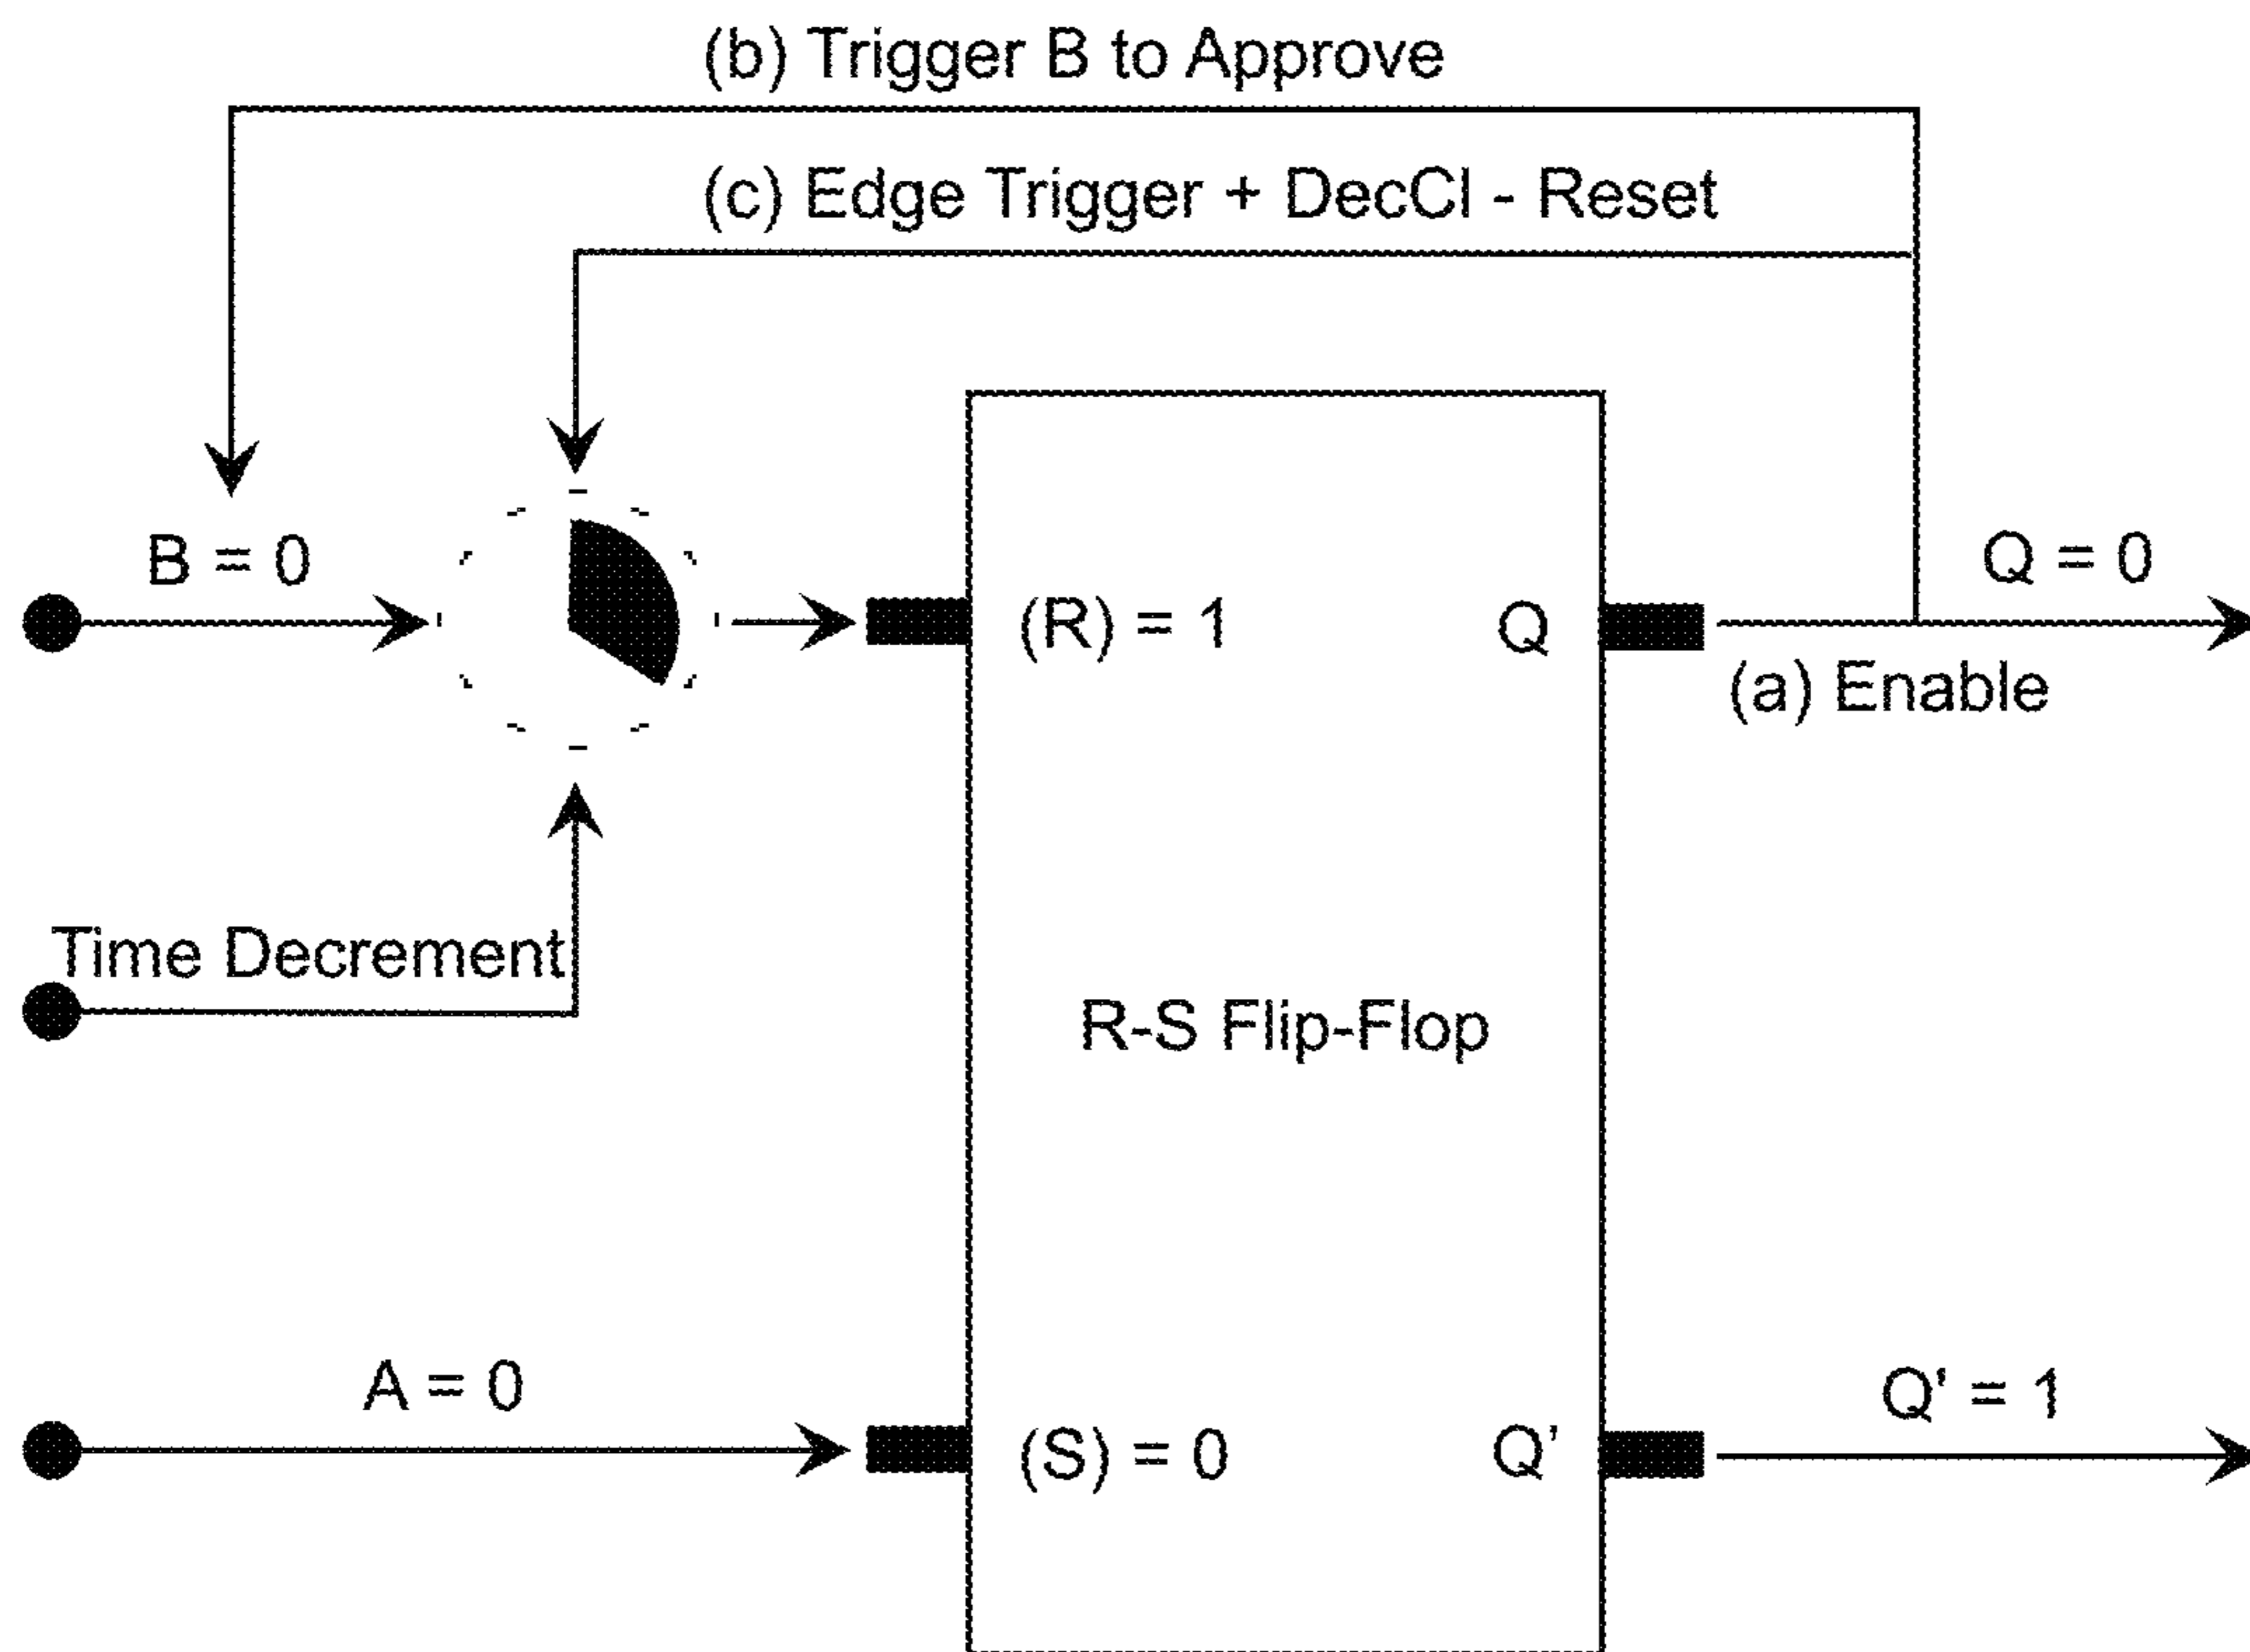 (b) Trigger B to Approve
(c) Edge Trigger + DecCl - Reset
B = 0
(R) = 1
Q
Q = 0
(a) Enable
Time Decrement
R-S Flip-Flop
A = 0
(S) = 0
Q'
Q' = 1